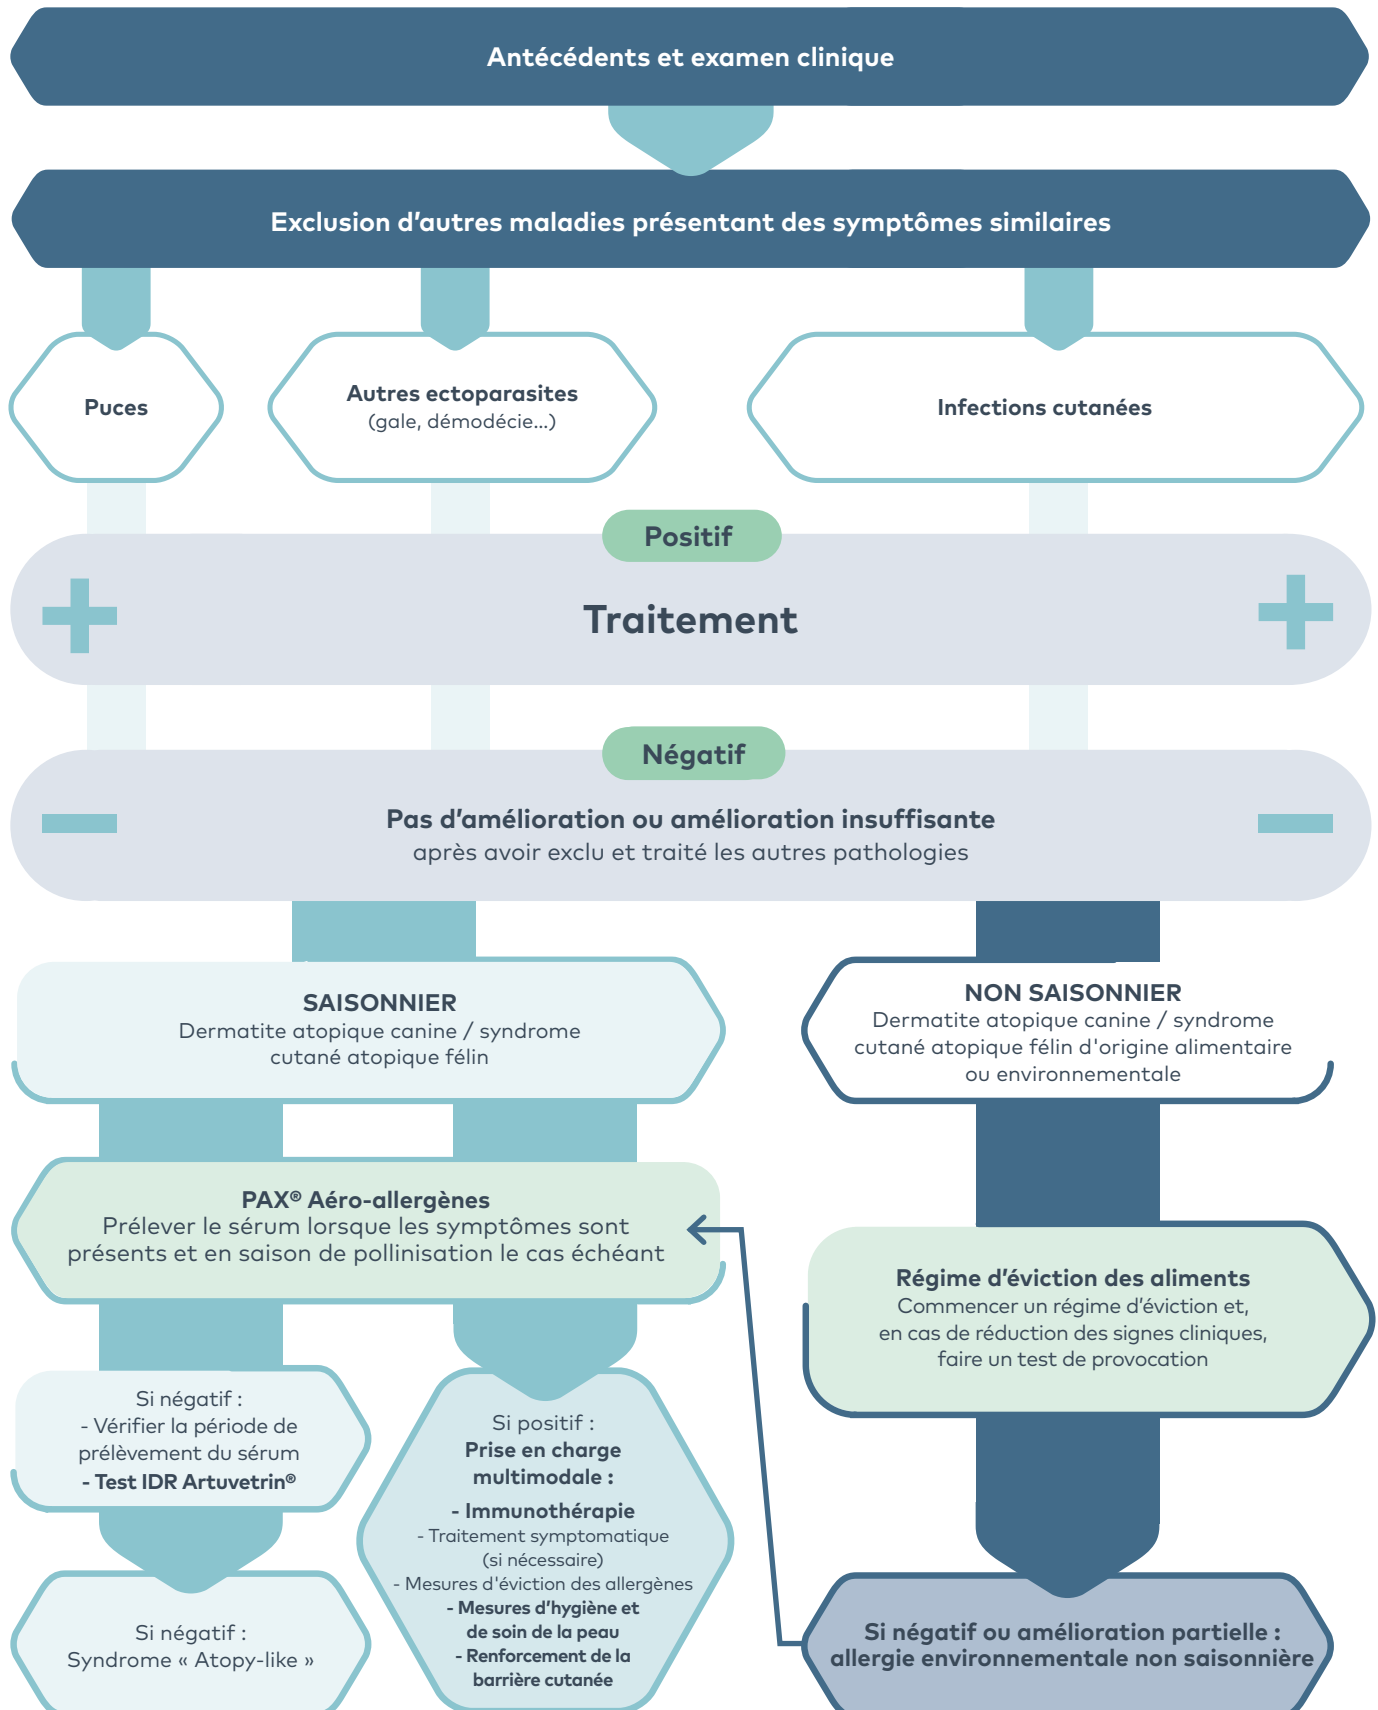 Antécédents et examen clinique
Exclusion d’autres maladies présentant des symptômes similaires
Puces
Autres ectoparasites
(gale, démodécie...)
Infections cutanées
Positif
Traitement
Négatif
Pas d’amélioration ou amélioration insuffisante
après avoir exclu et traité les autres pathologies
SAISONNIER
Dermatite atopique canine / syndrome
cutané atopique félin
NON SAISONNIER
Dermatite atopique canine / syndrome
cutané atopique félin d'origine alimentaire
ou environnementale
PAX® Aéro-allergènes
Prélever le sérum lorsque les symptômes sont
présents et en saison de pollinisation le cas échéant
Régime d’éviction des aliments
Commencer un régime d’éviction et,
en cas de réduction des signes cliniques,
faire un test de provocation
Si négatif :
- Vérifier la période de
prélèvement du sérum
- Test IDR Artuvetrin®
Si positif :
Prise en charge
multimodale :
- Immunothérapie
- Traitement symptomatique
(si nécessaire)
- Mesures d'éviction des allergènes
- Mesures d’hygiène et
de soin de la peau
- Renforcement de la
barrière cutanée
Si négatif :
Syndrome « Atopy-like »
Si négatif ou amélioration partielle :
allergie environnementale non saisonnière